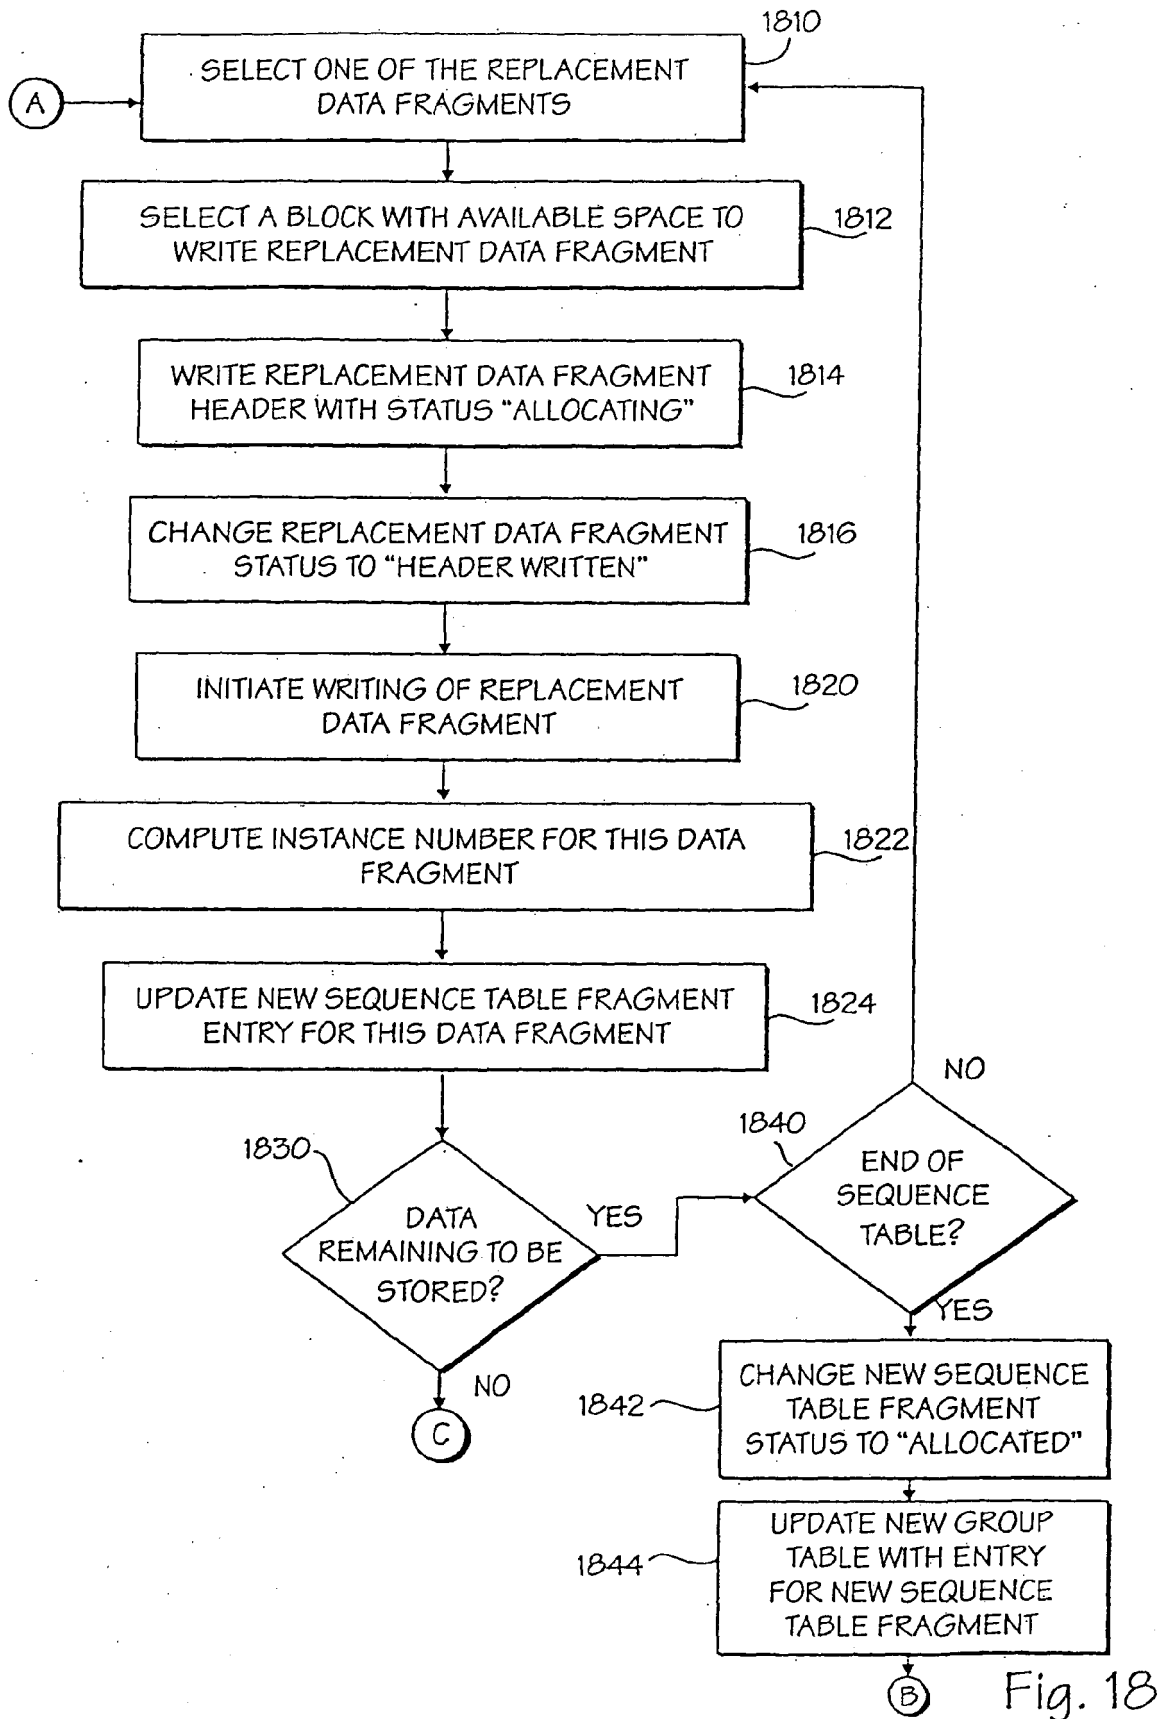 1810
SELECT ONE OF THE REPLACEMENT
DATA FRAGMENTS
A
SELECT A BLOCK WITH AVAILABLE SPACE TO
WRITE REPLACEMENT DATA FRAGMENT
1812
WRITE REPLACEMENT DATA FRAGMENT
HEADER WITH STATUS “ALLOCATING”
1814
CHANGE REPLACEMENT DATA FRAGMENT
STATUS TO “HEADER WRITTEN”
1816
INITIATE WRITING OF REPLACEMENT
DATA FRAGMENT
1820
COMPUTE INSTANCE NUMBER FOR THIS DATA
FRAGMENT
1822
UPDATE NEW SEQUENCE TABLE FRAGMENT
ENTRY FOR THIS DATA FRAGMENT
1824
1830
DATA
REMAINING TO BE
STORED?
YES
NO
C
1840
NO
END OF
SEQUENCE
TABLE?
YES
1842
CHANGE NEW SEQUENCE
TABLE FRAGMENT
STATUS TO “ALLOCATED”
1844
UPDATE NEW GROUP
TABLE WITH ENTRY
FOR NEW SEQUENCE
TABLE FRAGMENT
B
Fig. 18